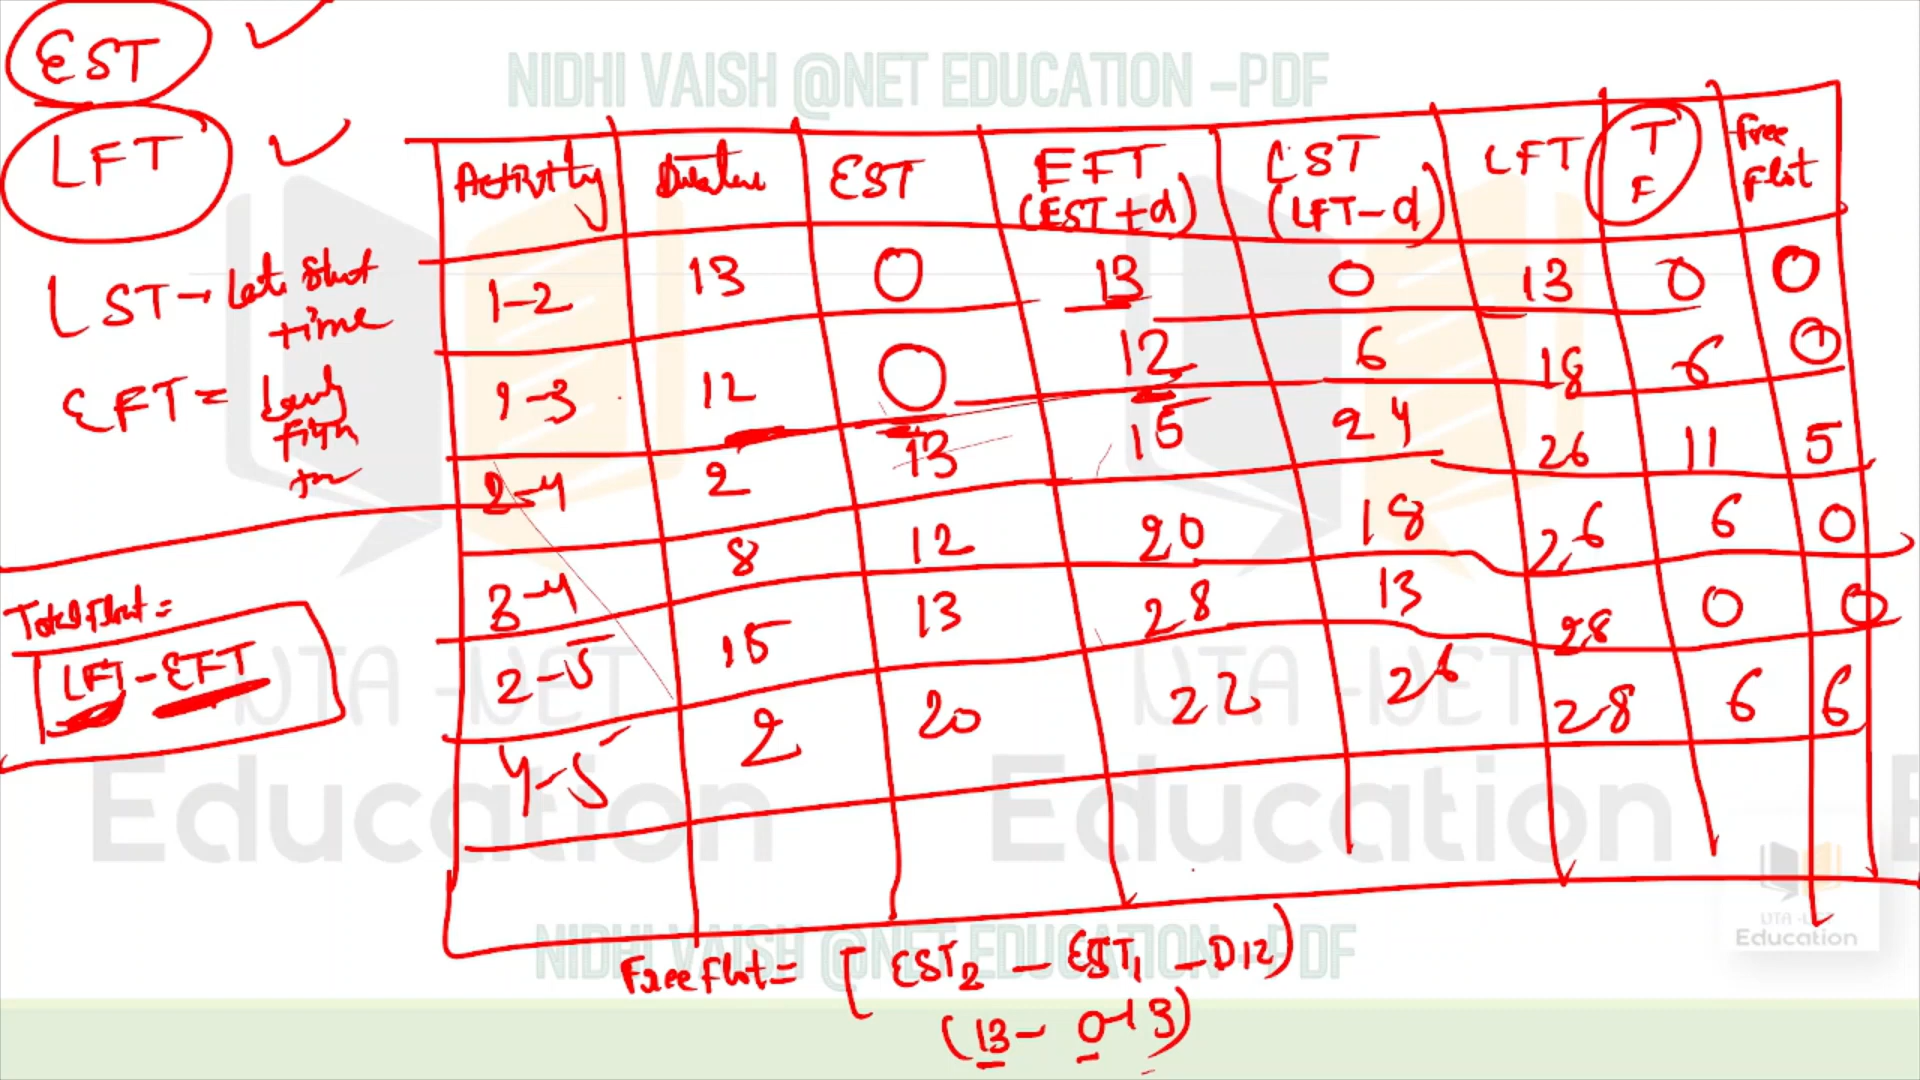 EST
LFT
NIDHI VAISH @NET EDUCATION -PDF
LST → Late start
time
EFT =
Total Float =
LFT - EFT
Activity EST EFT (EST + d) LST (LFT - d) LFT TF Free Float
1-2 13 0 13 0 13 0 0
1-3 12 0 12 6 18 6 0
2-4 2 13 15 24 26 11 5
3-4 8 12 20 18 26 6 0
2-5 15 13 28 13 28 0 0
4-5 2 20 22 26 28 6 6
UTA -NET UTA -NET
Education Education
Education
NIDHI VAISH @NET EDUCATION -PDF
Free Float = [EST2 - EST1 - D12)
(13 - 0-13)